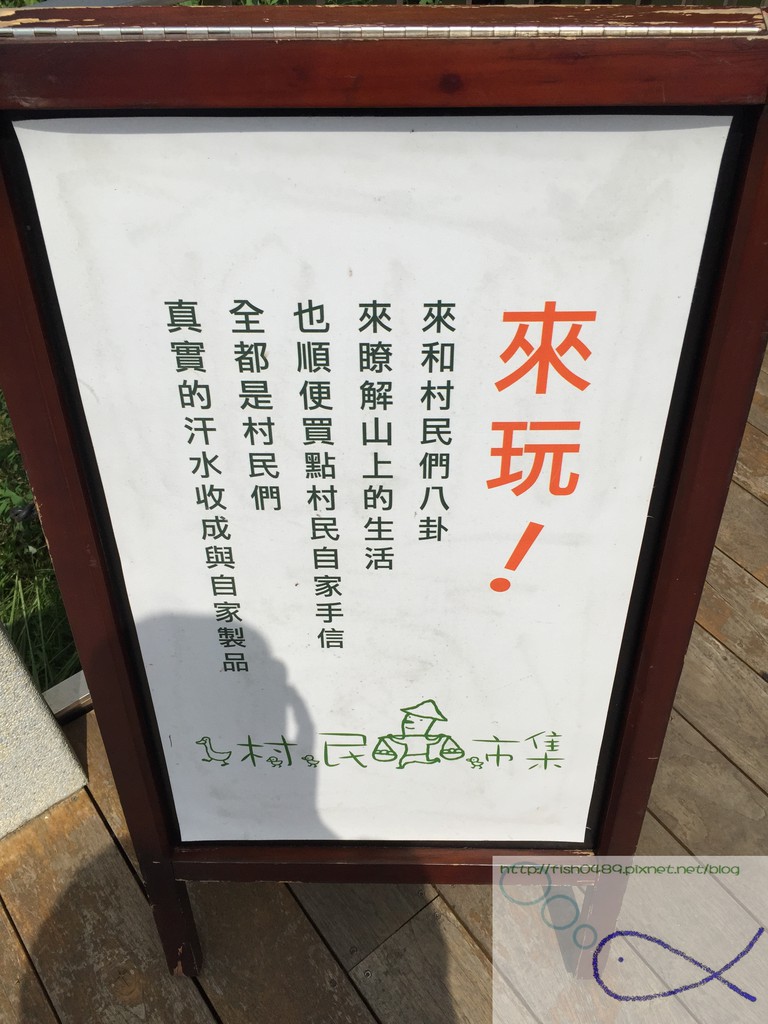 來玩！
來和村民們八卦
來瞭解山上的生活
也順便買點村民自家手信
全都是村民們
真實的汗水收成與自家製品
村民市集
http://fish0489.pixnet.net/blog